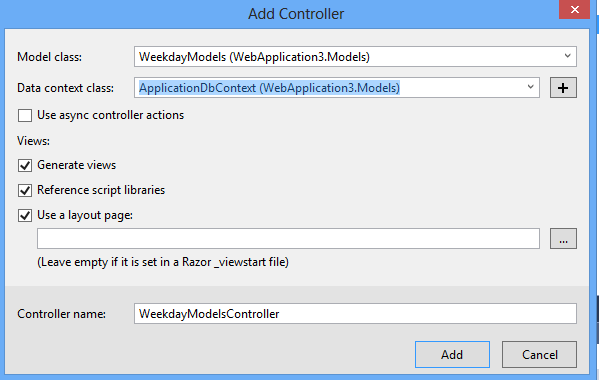 Add Controller
Model class: WeekdayModels (WebApplication3.Models)
Data context class: ApplicationDbContext (WebApplication3.Models)
Use async controller actions
Views:
Generate views
Reference script libraries
Use a layout page:
...
(Leave empty if it is set in a Razor _viewstart file)
Controller name: WeekdayModelsController
Add Cancel